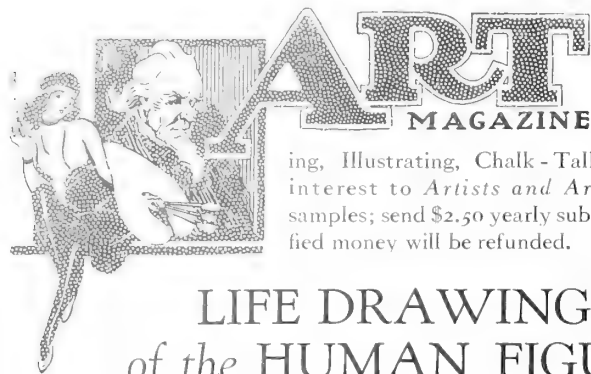 ART
MAGAZINE
ing, Illustrating, Chalk-Tal
interest to Artists and Ar
samples; send $2.50 yearly sub
fied money will be refunded.
LIFE DRAWING
of the HUMAN FIGU